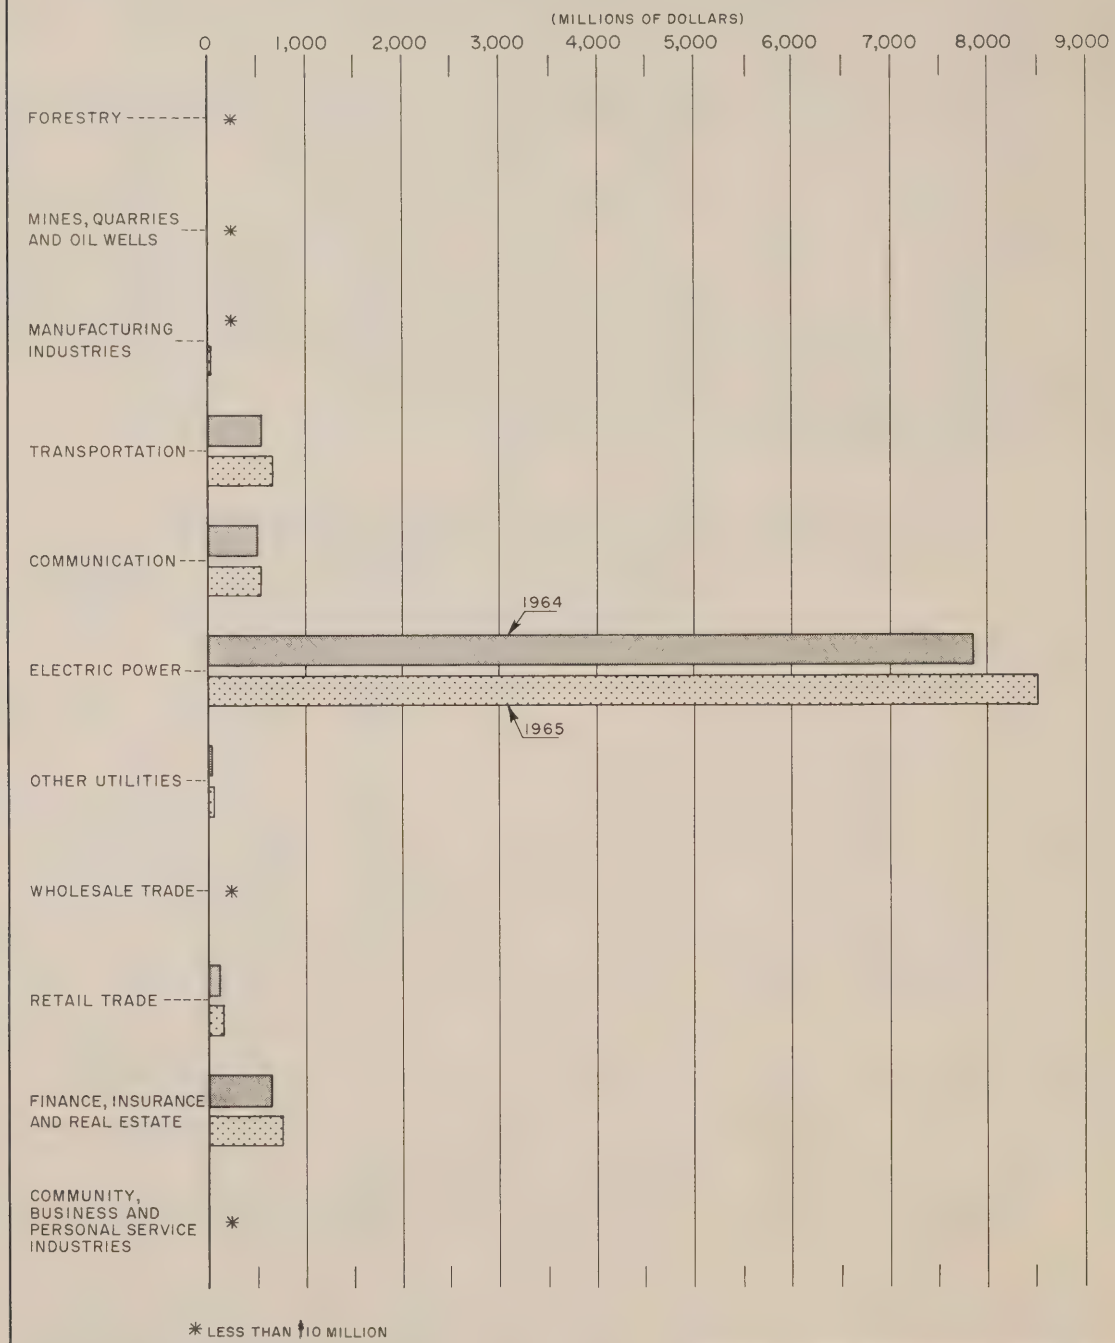 (MILLIONS OF DOLLARS)
0 1,000 2,000 3,000 4,000 5,000 6,000 7,000 8,000 9,000
FORESTRY *
MINES, QUARRIES
AND OIL WELLS *
*
MANUFACTURING
INDUSTRIES
TRANSPORTATION
COMMUNICATION
1964
ELECTRIC POWER
1965
OTHER UTILITIES
WHOLESALE TRADE *
RETAIL TRADE
FINANCE, INSURANCE
AND REAL ESTATE
COMMUNITY,
BUSINESS AND
PERSONAL SERVICE *
INDUSTRIES
* LESS THAN $10 MILLION